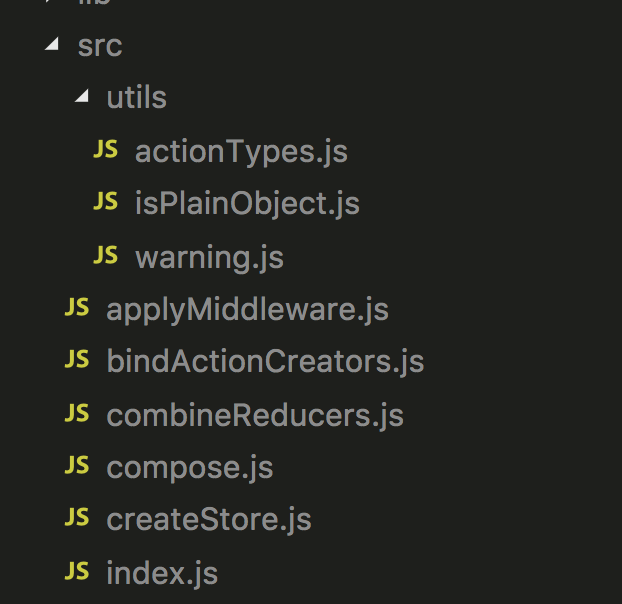 lib
src
utils
JS actionTypes.js
JS isPlainObject.js
JS warning.js
JS applyMiddleware.js
JS bindActionCreators.js
JS combineReducers.js
JS compose.js
JS createStore.js
JS index.js